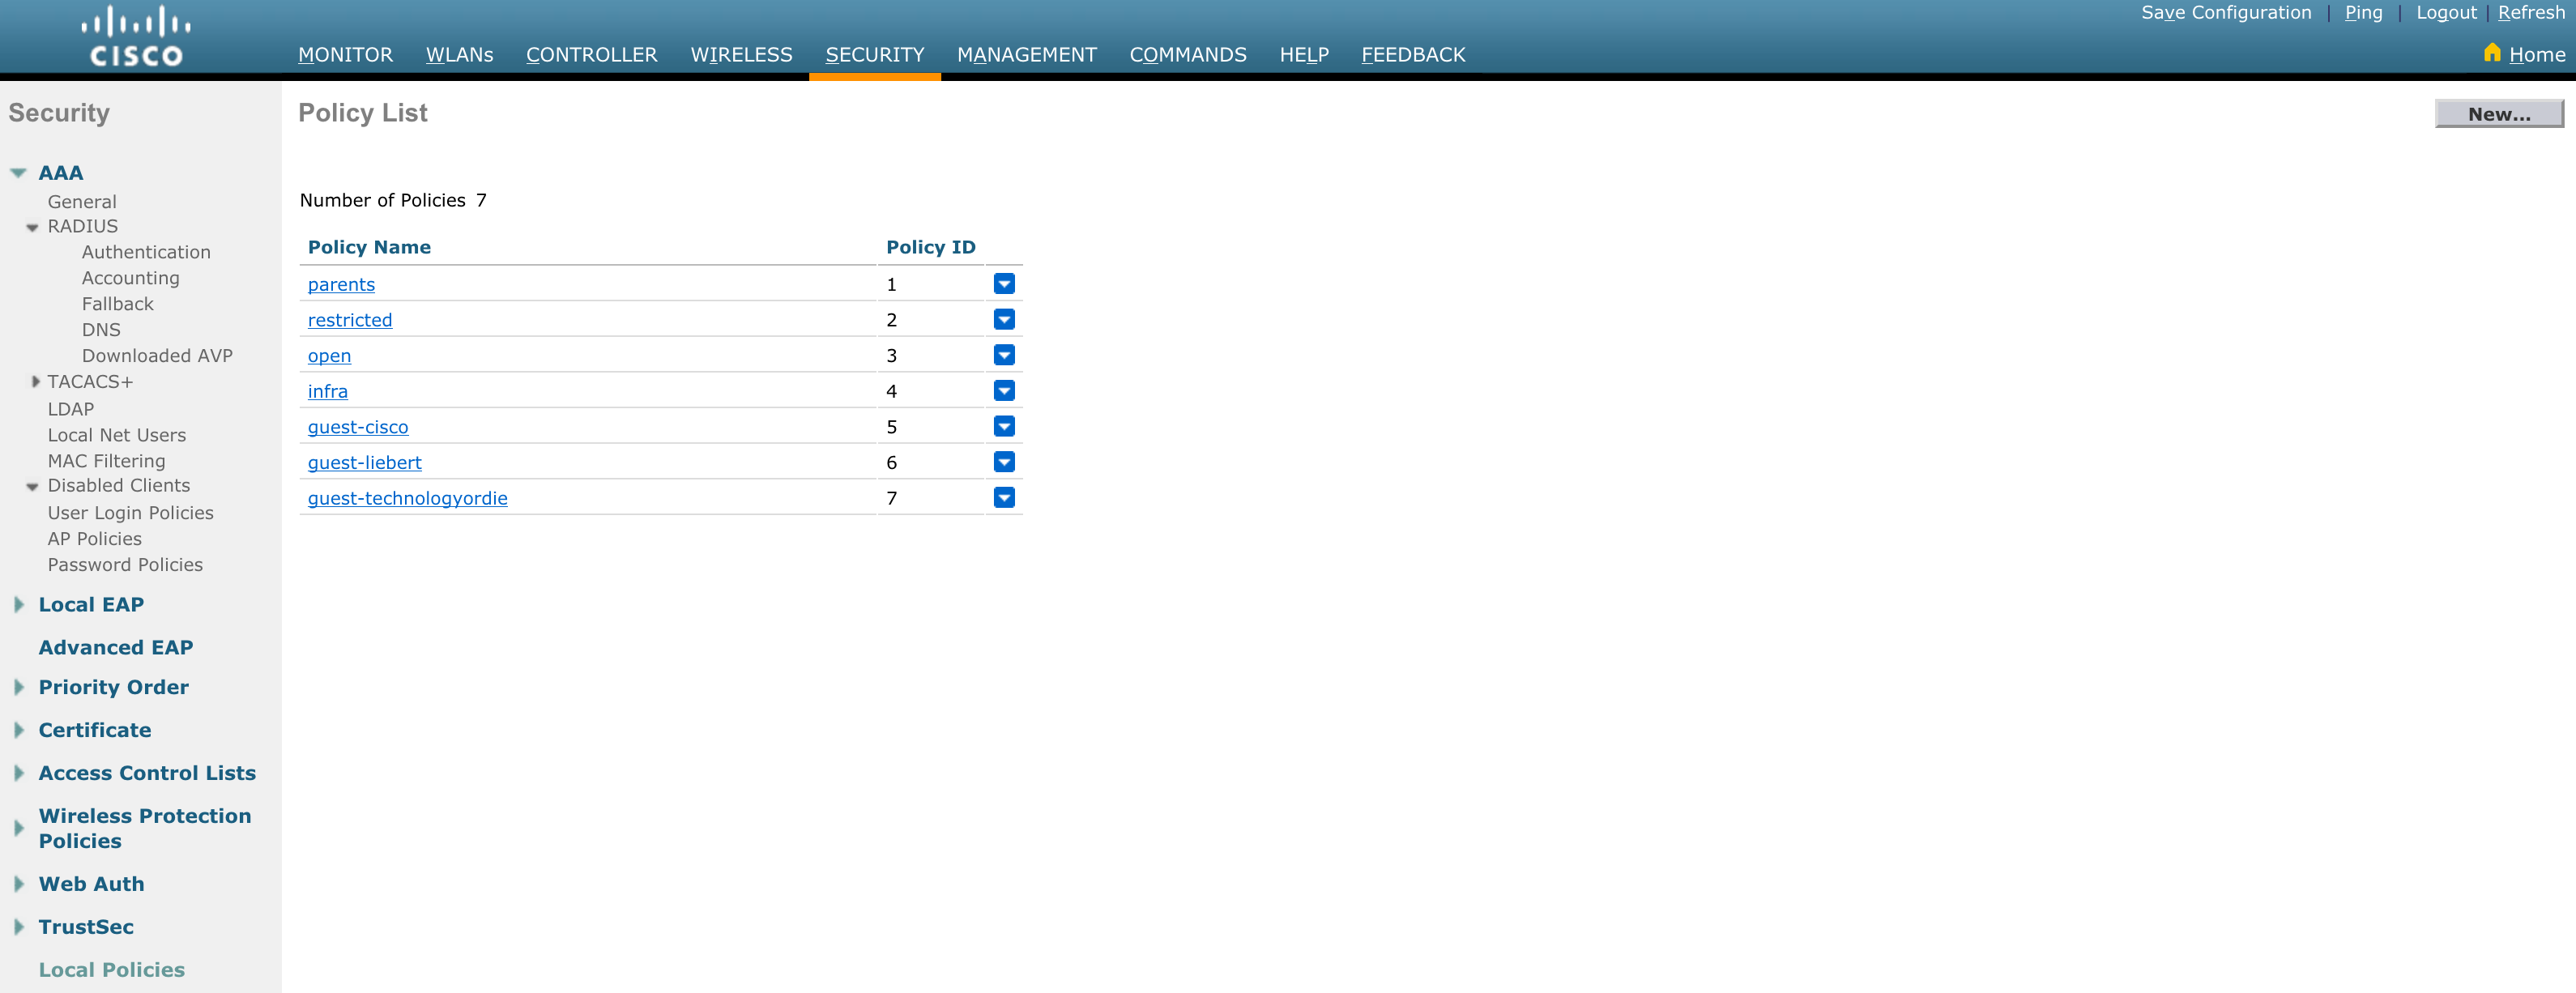 Save Configuration | Ping | Logout | Refresh
CISCO
MONITOR WLANs CONTROLLER WIRELESS SECURITY MANAGEMENT COMMANDS HELP FEEDBACK
Home
Security
AAA
General
RADIUS
Authentication
Accounting
Fallback
DNS
Downloaded AVP
TACACS+
LDAP
Local Net Users
MAC Filtering
Disabled Clients
User Login Policies
AP Policies
Password Policies
Local EAP
Advanced EAP
Priority Order
Certificate
Access Control Lists
Wireless Protection
Policies
Web Auth
TrustSec
Local Policies
Policy List
New...
Number of Policies 7
Policy Name Policy ID
parents 1
restricted 2
open 3
infra 4
guest-cisco 5
guest-liebert 6
guest-technologyordie 7